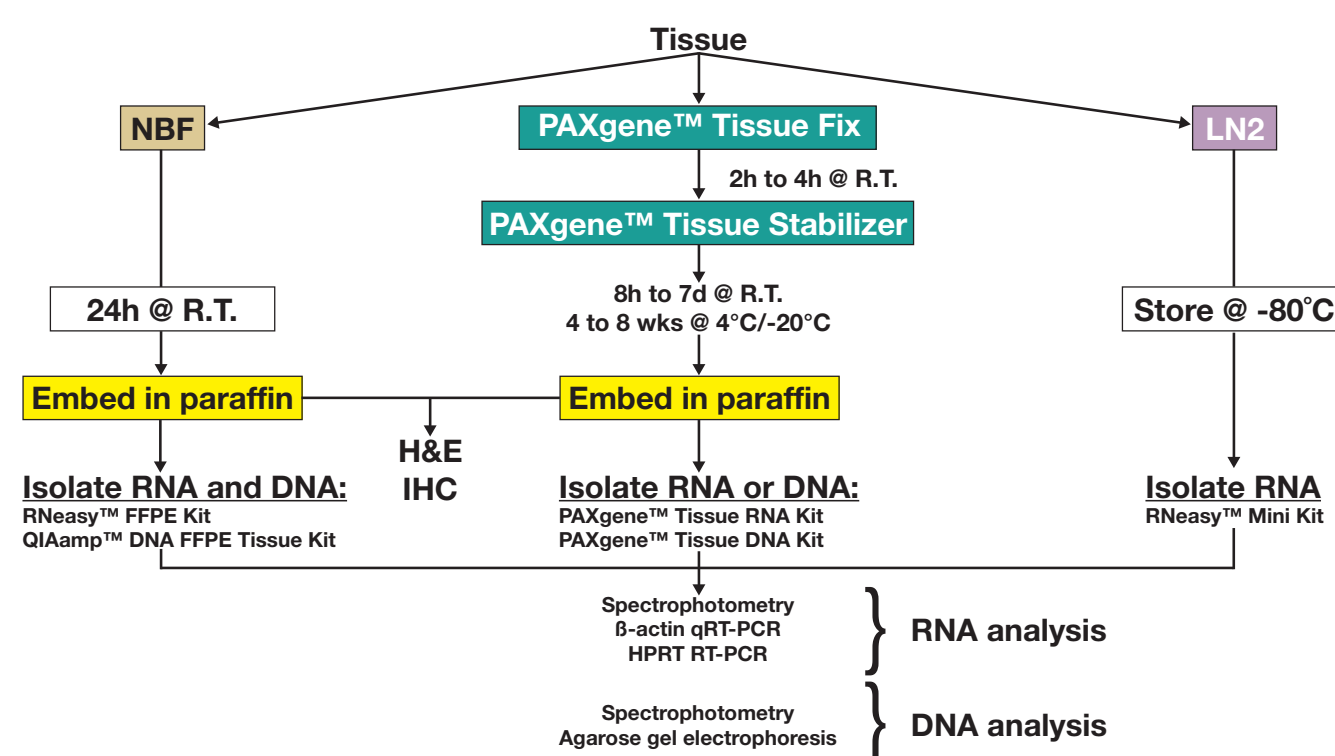 Tissue
NBF
PAXgene™ Tissue Fix
LN2
2h to 4h @ R.T.
PAXgene™ Tissue Stabilizer
24h @ R.T.
8h to 7d @ R.T.
4 to 8 wks @ 4°C/-20°C
Store @ -80°C
Embed in paraffin
Embed in paraffin
H&E
IHC
Isolate RNA and DNA:
RNeasy™ FFPE Kit
QIAamp™ DNA FFPE Tissue Kit
Isolate RNA or DNA:
PAXgene™ Tissue RNA Kit
PAXgene™ Tissue DNA Kit
Isolate RNA
RNeasy™ Mini Kit
Spectrophotometry
ß-actin qRT-PCR
HPRT RT-PCR
} RNA analysis
Spectrophotometry
Agarose gel electrophoresis
} DNA analysis